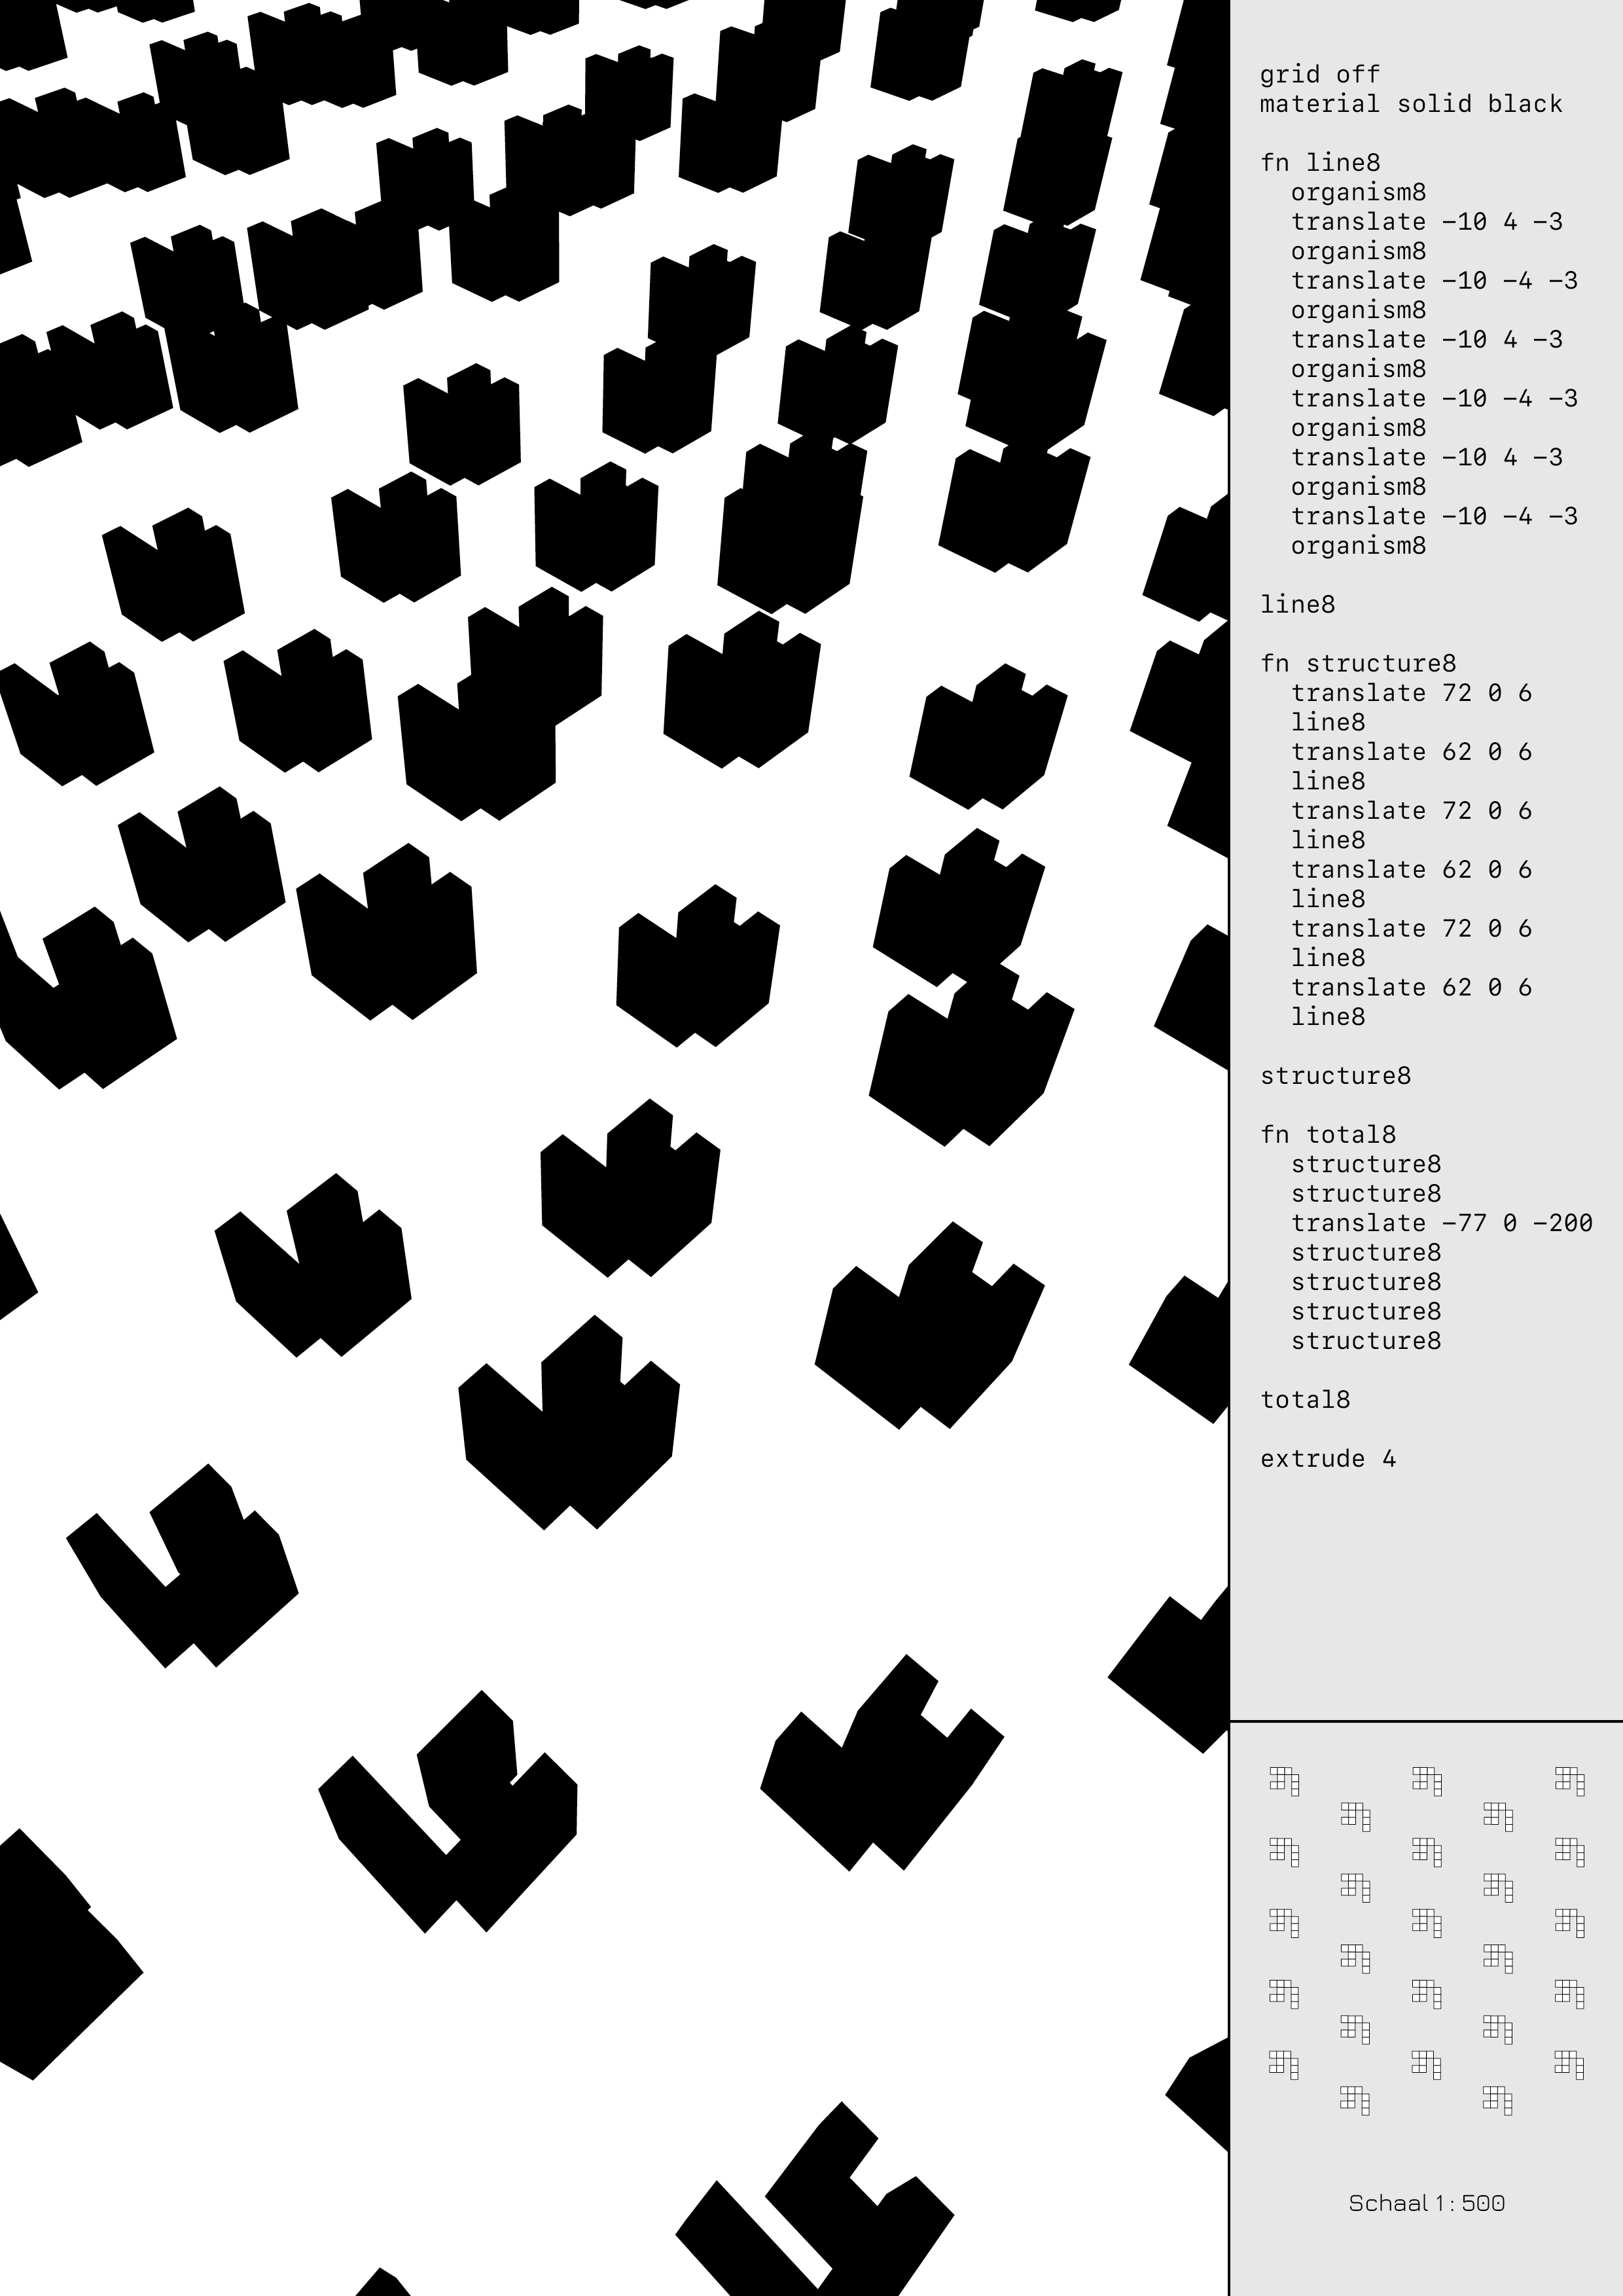 grid off
material solid black

fn line8
  organism8
  translate -10 4 -3
  organism8
  translate -10 -4 -3
  organism8
  translate -10 4 -3
  organism8
  translate -10 -4 -3
  organism8
  translate -10 4 -3
  organism8
  translate -10 -4 -3
  organism8

line8

fn structure8
  translate 72 0 6
  line8
  translate 62 0 6
  line8
  translate 72 0 6
  line8
  translate 62 0 6
  line8
  translate 72 0 6
  line8
  translate 62 0 6
  line8

structure8

fn total8
  structure8
  structure8
  translate -77 0 -200
  structure8
  structure8
  structure8
  structure8

total8

extrude 4

Schaal 1 : 500